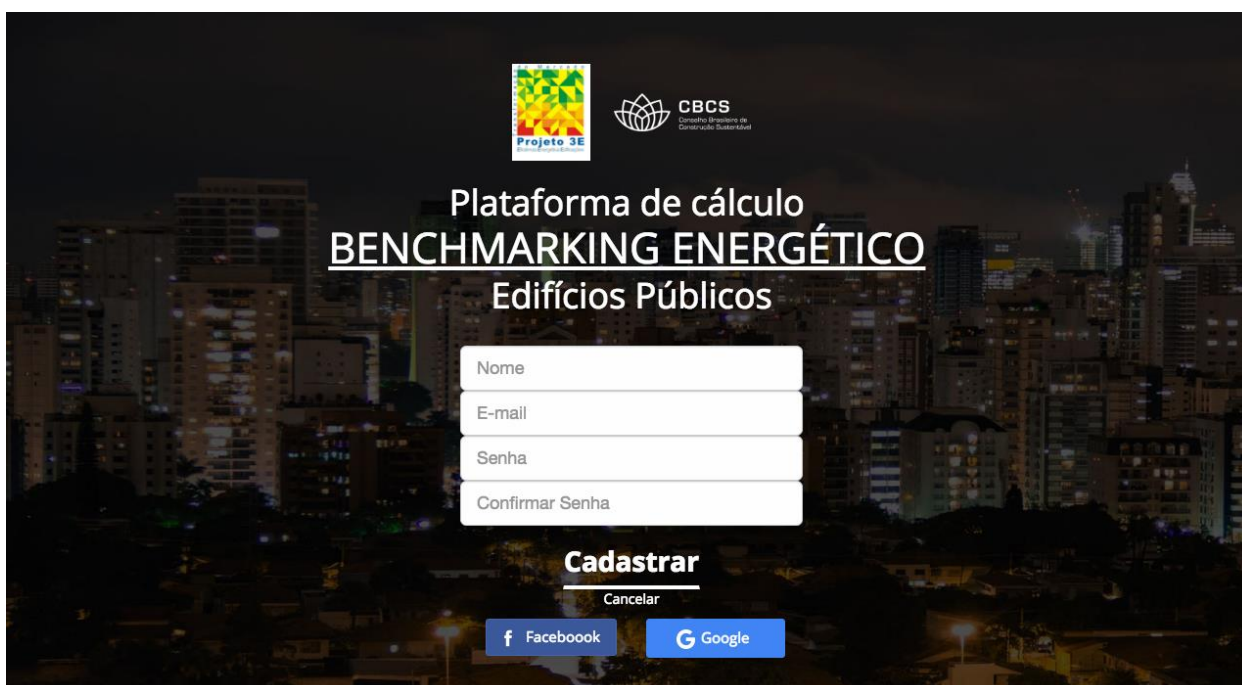 Projeto 3E
CBCS
Conselho Brasileiro de
Construção Sustentável
Plataforma de cálculo
BENCHMARKING ENERGÉTICO
Edifícios Públicos
Nome
E-mail
Senha
Confirmar Senha
Cadastrar
Cancelar
f Faceboook
G Google